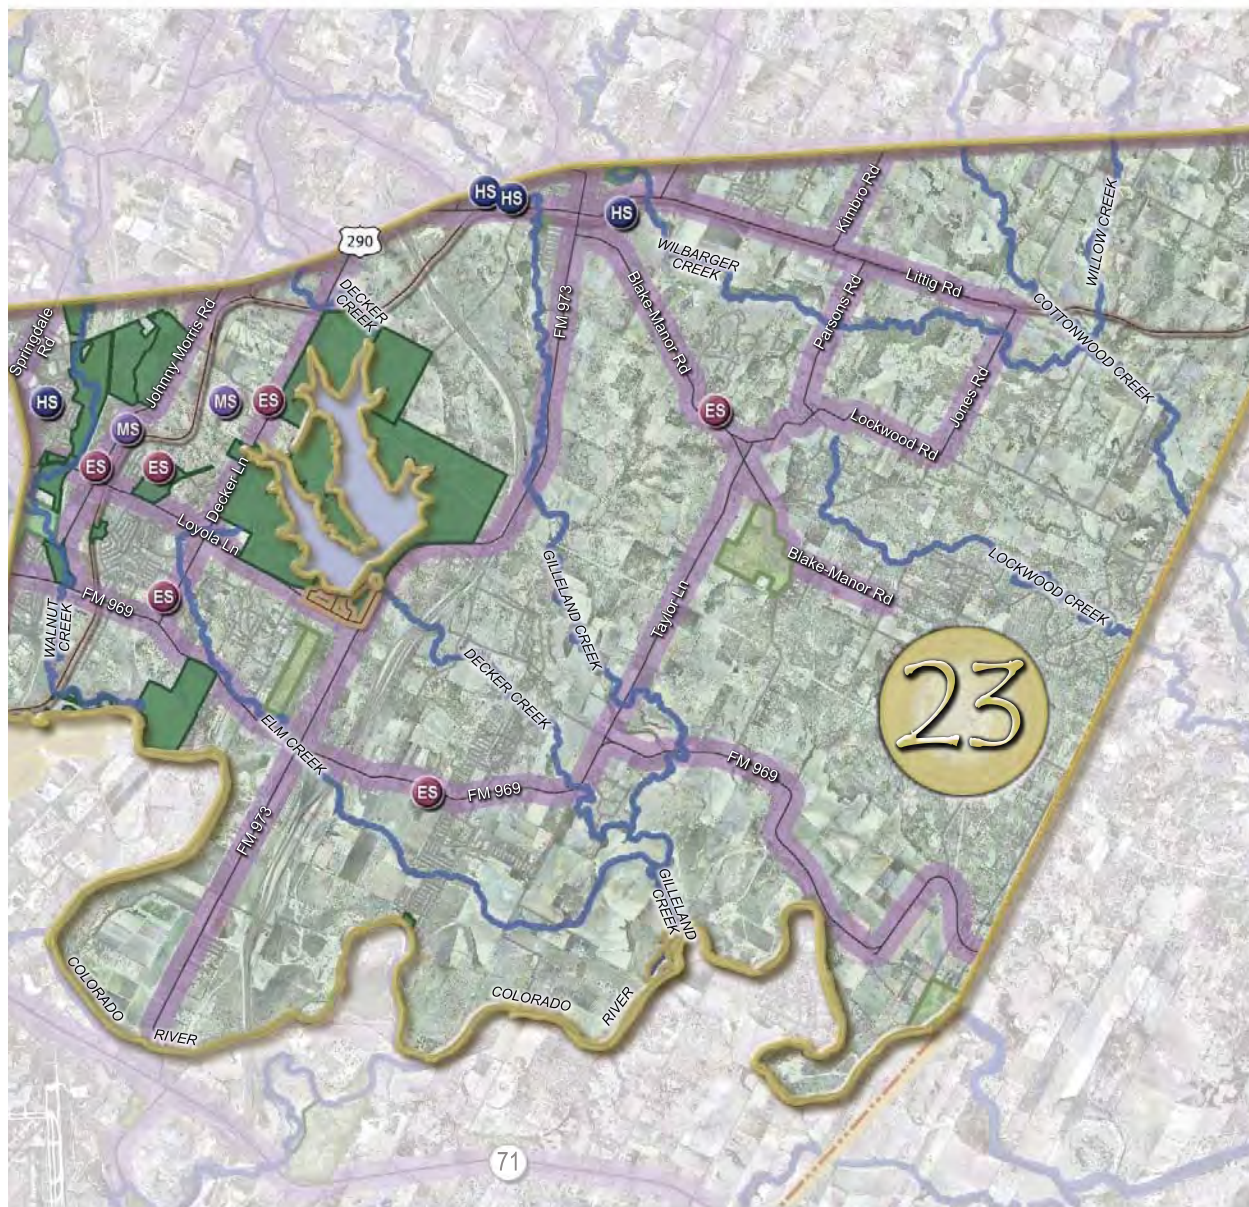 HS
HS
HS
290
Kimbro Rd
WILLOW CREEK
WILBARGER
CREEK
DECKER
CREEK
Littig Rd
Blake-Manor Rd
FM 973
Parsons Rd
COTTONWOOD CREEK
Springdale
Rd
Johnny Morris Rd
HS
MS
ES
MS
ES
Jones Rd
Lockwood Rd
ES
ES
Decker Ln
Loyola Ln
GILLELAND CREEK
Blake-Manor Rd
LOCKWOOD CREEK
ES
FM 969
WALNUT
CREEK
Taylor Ln
DECKER CREEK
23
ELM CREEK
FM 969
ES
FM 969
FM 973
GILLELAND
CREEK
COLORADO
RIVER
COLORADO
RIVER
71